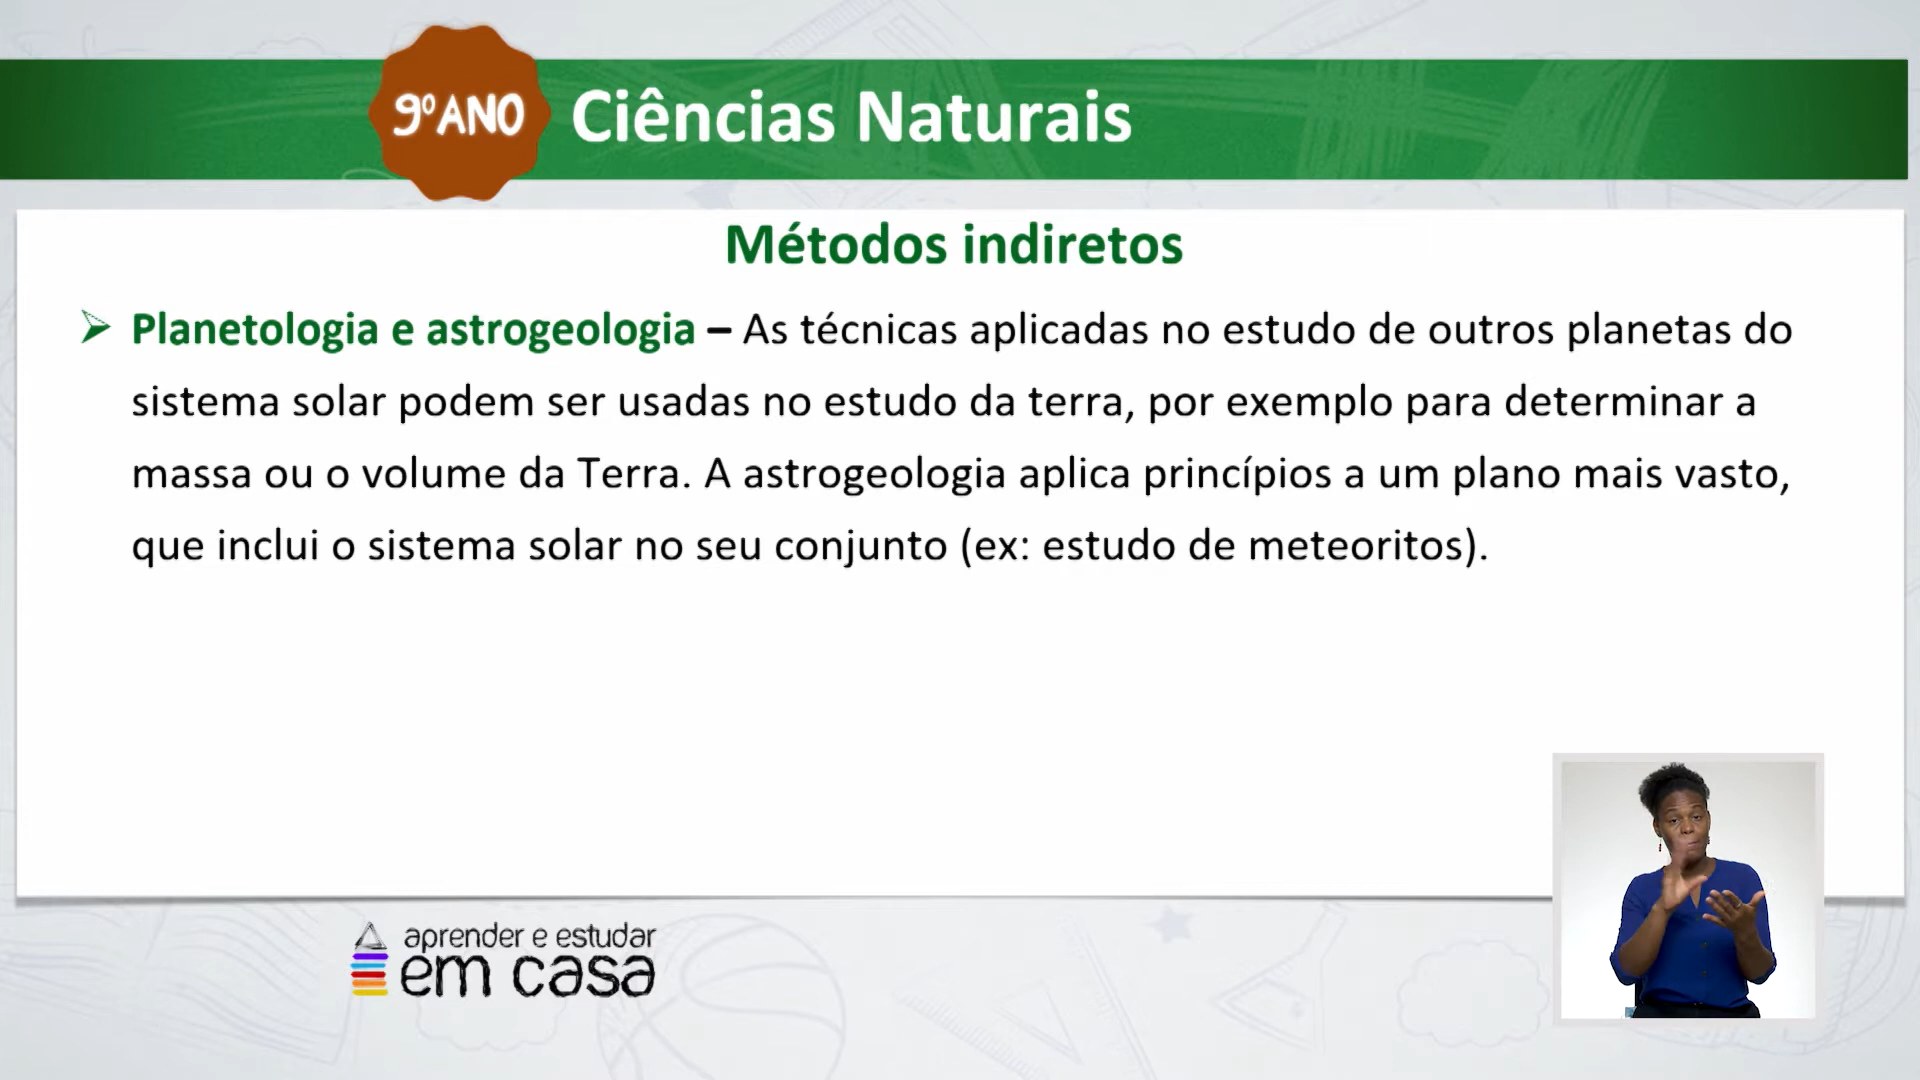 9º ANO
Ciências Naturais
Métodos indiretos
Planetologia e astrogeologia – As técnicas aplicadas no estudo de outros planetas do
sistema solar podem ser usadas no estudo da terra, por exemplo para determinar a
massa ou o volume da Terra. A astrogeologia aplica princípios a um plano mais vasto,
que inclui o sistema solar no seu conjunto (ex: estudo de meteoritos).
aprender e estudar
em casa